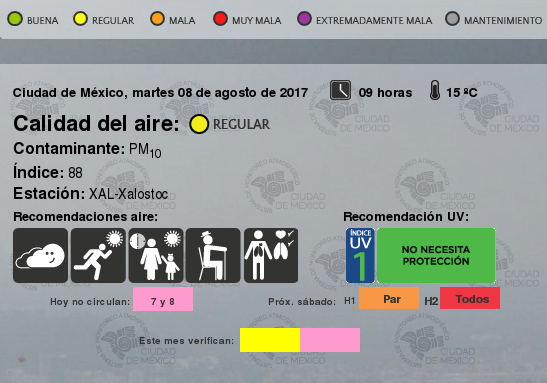 BUENA REGULAR MALA MUY MALA EXTREMADAMENTE MALA MANTENIMIENTO
Ciudad de México, martes 08 de agosto de 2017 09 horas 15 ºC
Calidad del aire: REGULAR
Contaminante: PM10
Índice: 88
Estación: XAL-Xalostoc
Recomendaciones aire: Recomendación UV:
ÍNDICE
UV
1
NO NECESITA
PROTECCIÓN
Hoy no circulan: 7 y 8 Próx. sábado: H1 Par H2 Todos
Este mes verifican:
CIUDAD
DE MÉXICO